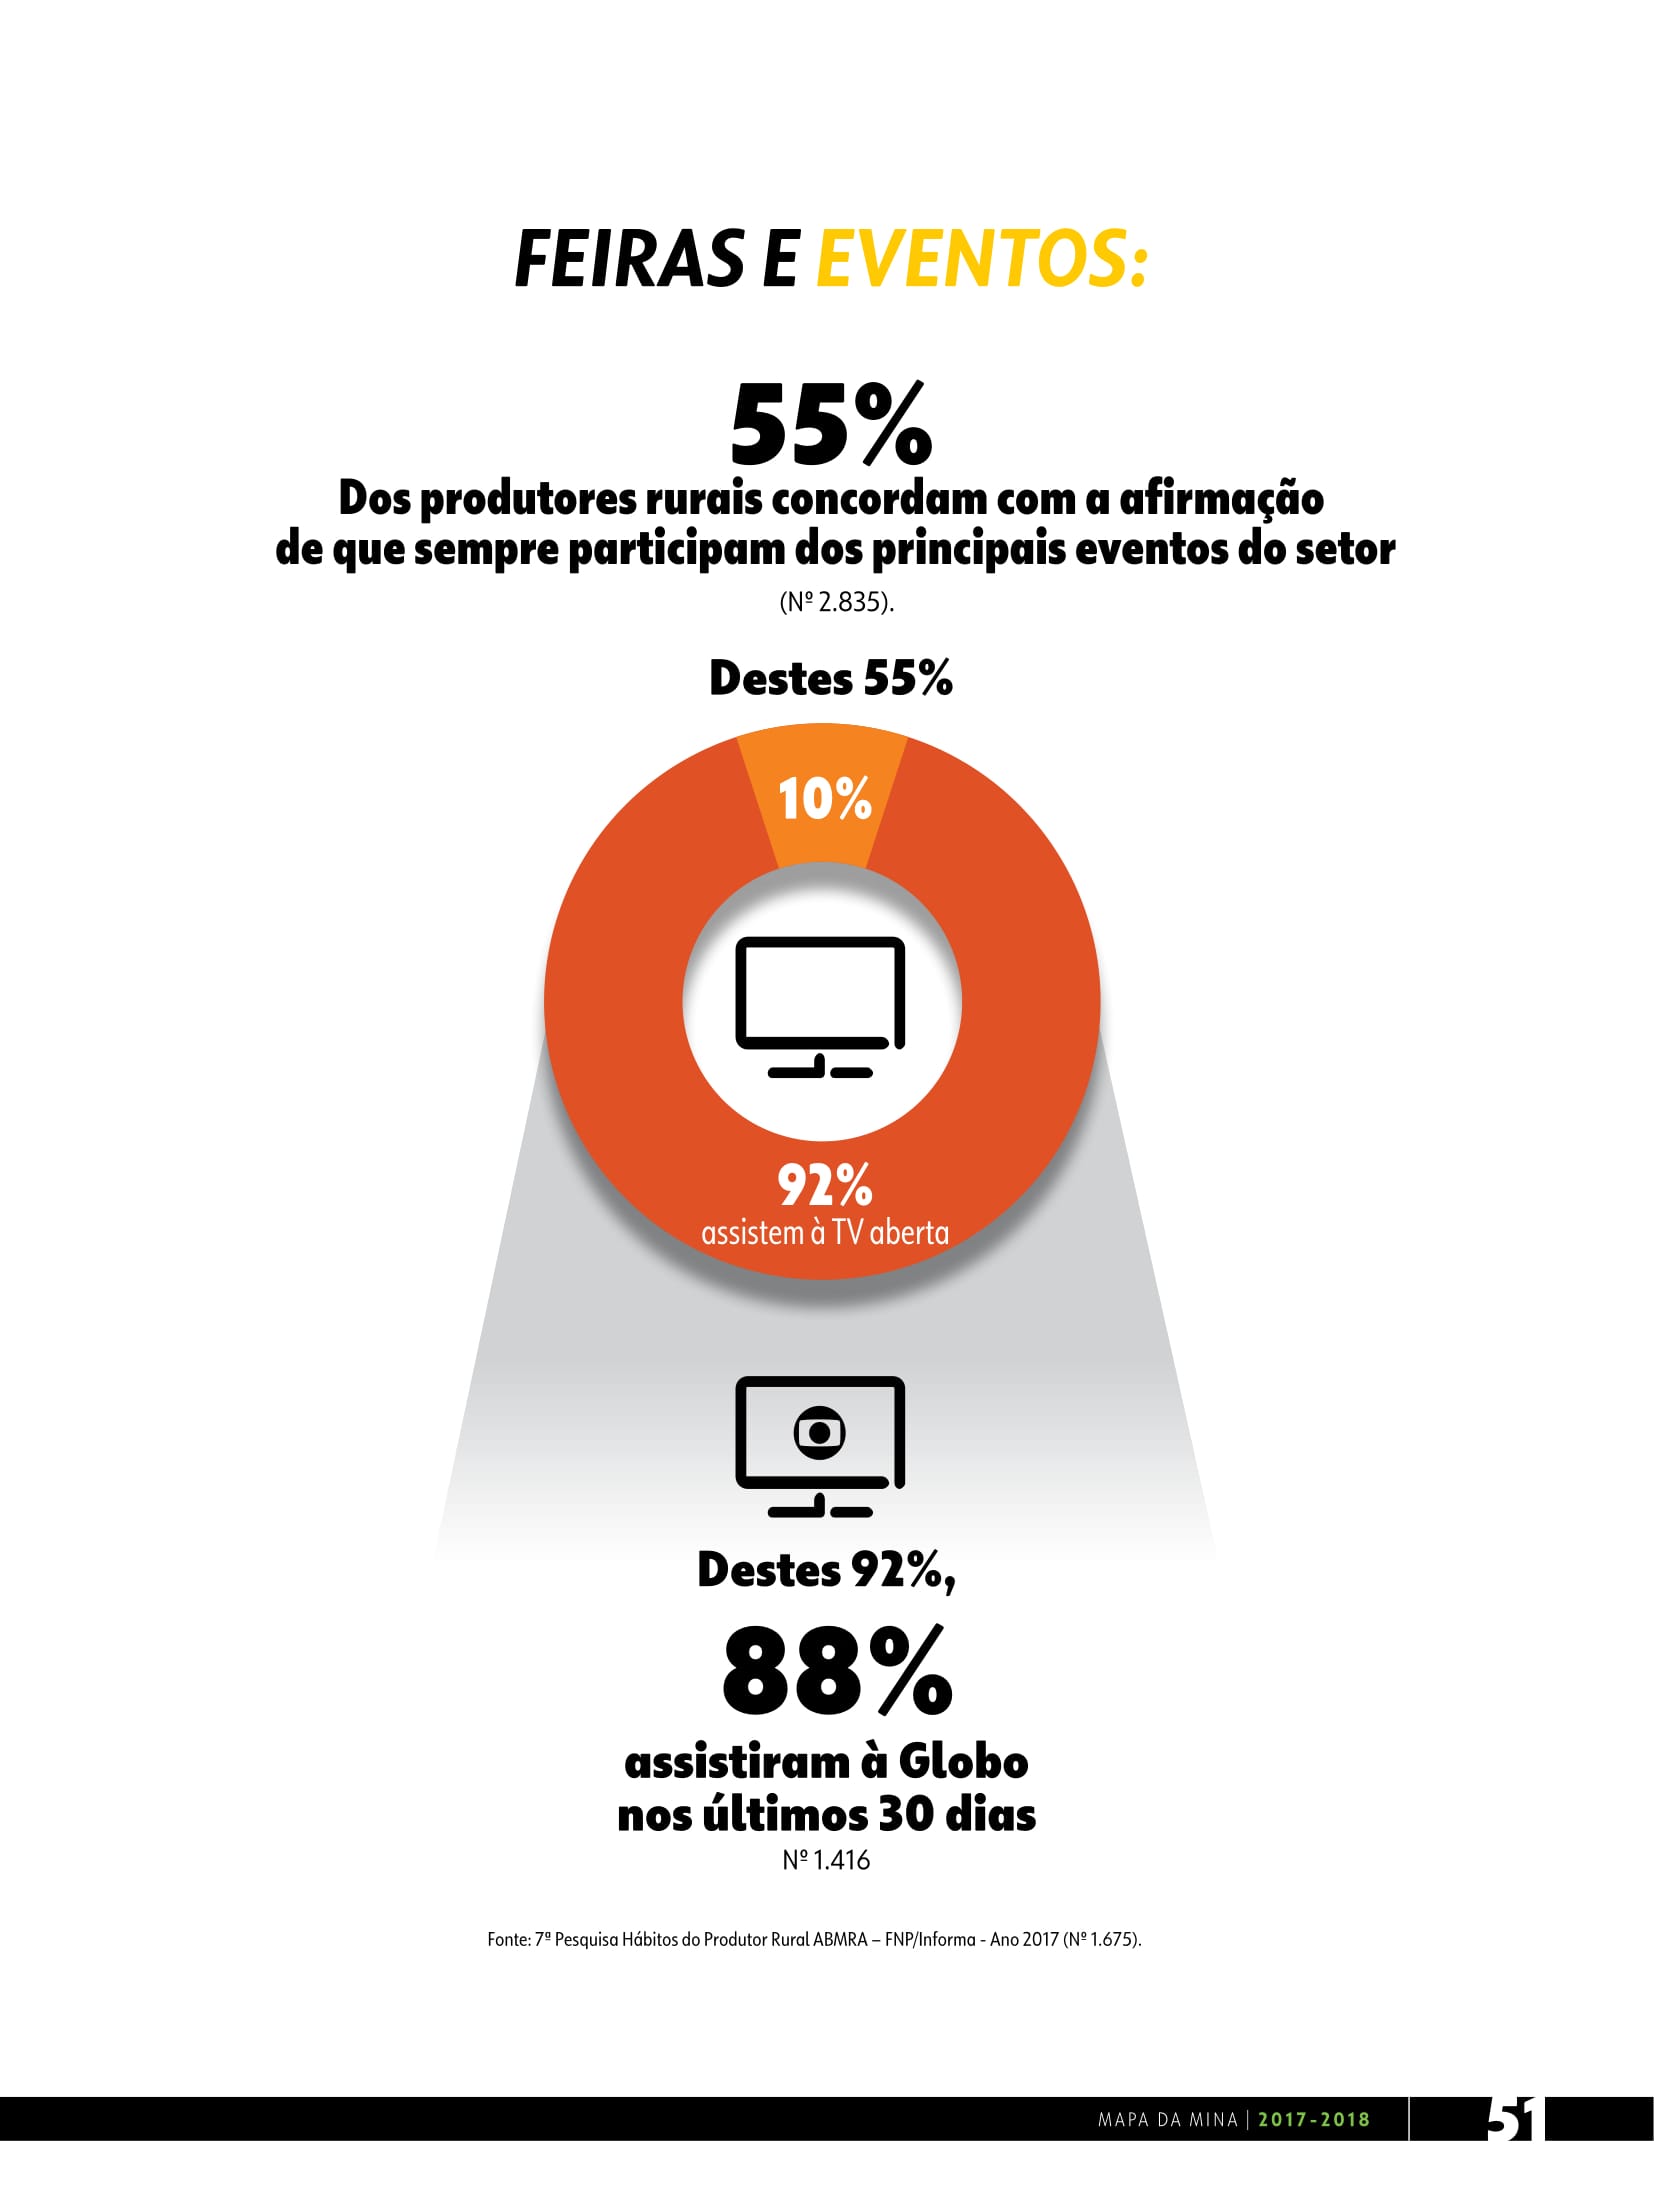 FEIRAS E EVENTOS:
55%
Dos produtores rurais concordam com a afirmação
de que sempre participam dos principais eventos do setor
(Nº 2.835).
Destes 55%
10%
92%
assistem à TV aberta
Destes 92%,
88%
assistiram à Globo
nos últimos 30 dias
Nº 1.416
Fonte: 7ª Pesquisa Hábitos do Produtor Rural ABMRA – FNP/Informa - Ano 2017 (Nº 1.675).
MAPA DA MINA | 2017-2018 51